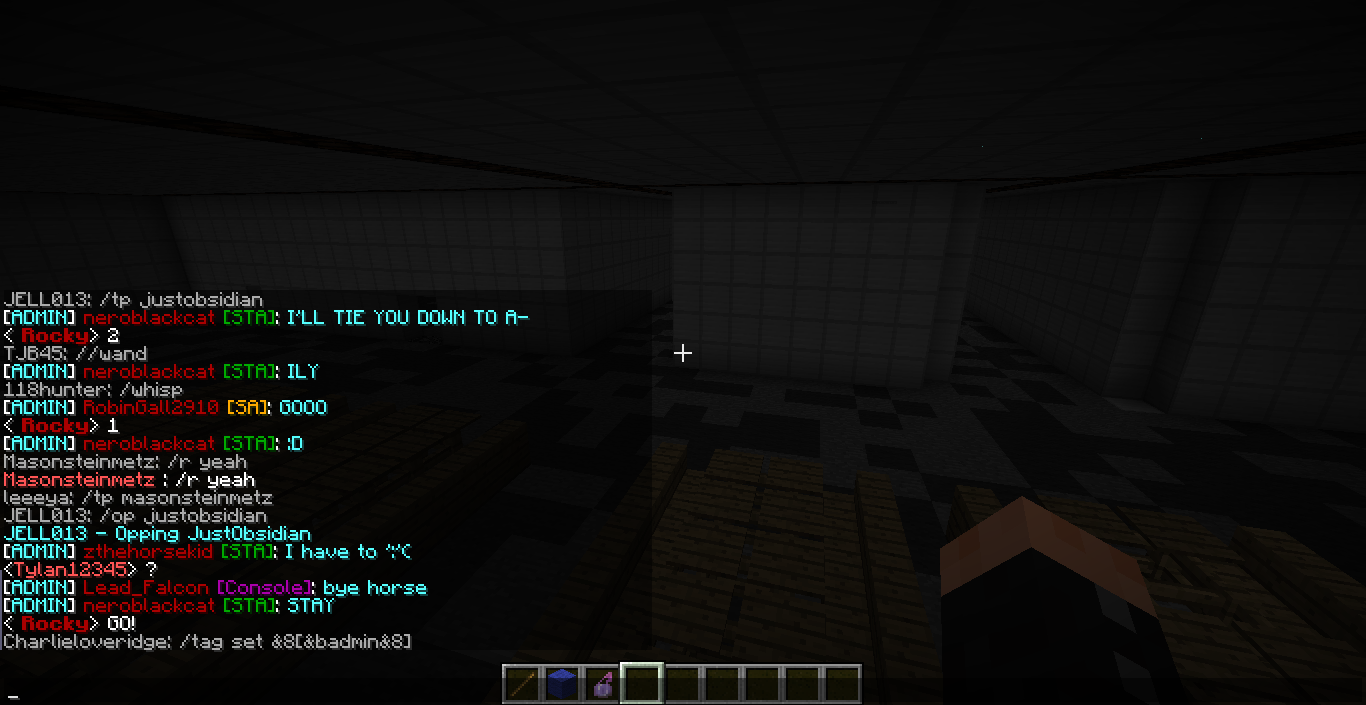 JELL013: /tp justobsidian
[ADMIN] neroblackcat [STA]: I'LL TIE YOU DOWN TO A-
< Rocky> 2
TJB45: //wand
[ADMIN] neroblackcat [STA]: ILY
118hunter: /whisp
[ADMIN] RobinGall2910 [SA]: GOOO
< Rocky> 1
[ADMIN] neroblackcat [STA]: :D
Masonsteinmetz: /r yeah
Masonsteinmetz : /r yeah
leeeya: /tp masonsteinmetz
JELL013: /op justobsidian
JELL013 - Opping JustObsidian
[ADMIN] zthehorsekid [STA]: I have to :'(
<Tylan12345> ?
[ADMIN] Lead_Falcon [Console]: bye horse
[ADMIN] neroblackcat [STA]: STAY
< Rocky> GO!
Charlieloveridge: /tag set &8[&badmin&8]
_